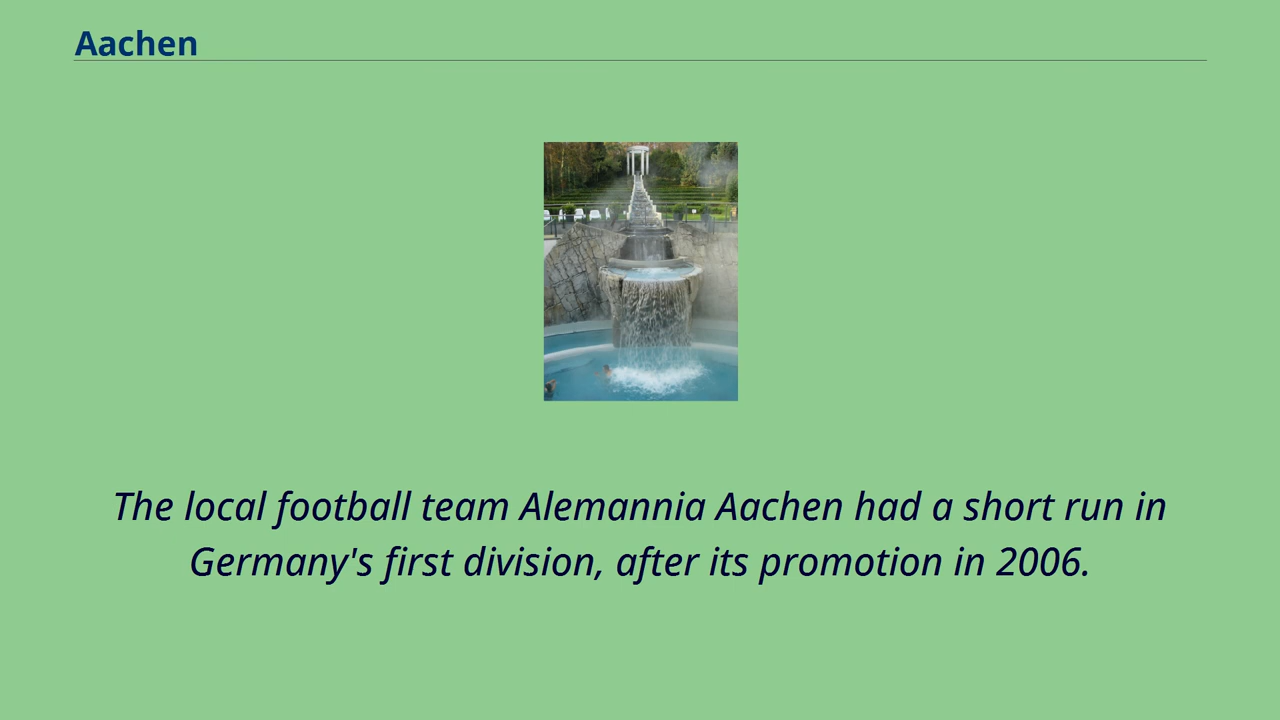 Aachen
The local football team Alemannia Aachen had a short run in
Germany's first division, after its promotion in 2006.